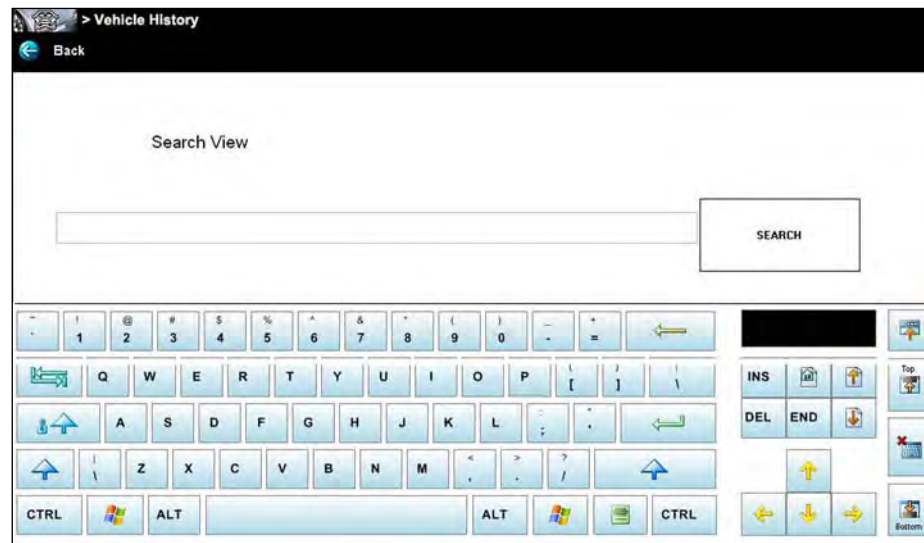 > Vehicle History
Back
Search View
SEARCH
~ ! @ # $ % ^ & * ( ) _ +
` 1 2 3 4 5 6 7 8 9 0 - =
Q W E R T Y U I O P [ ] \
INS
Top
A S D F G H J K L ; '
DEL END
| < > ?
\ Z X C V B N M , . /
CTRL ALT ALT CTRL
Bottom